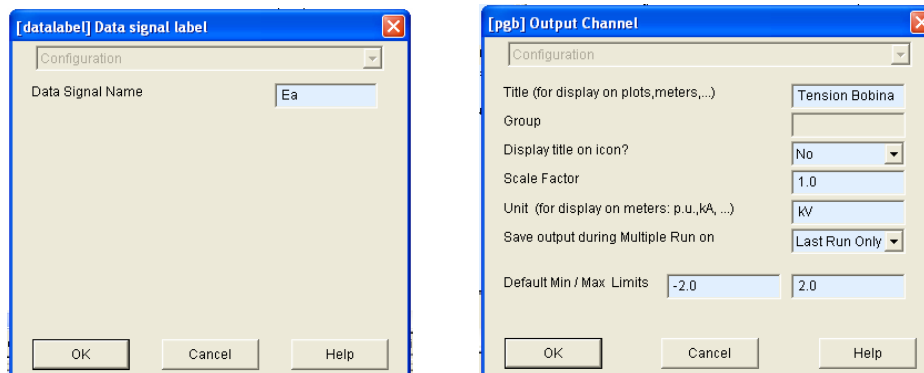 [datalabel] Data signal label
Configuration
Data Signal Name Ea
OK Cancel Help
[pgb] Output Channel
Configuration
Title (for display on plots,meters,...) Tension Bobina
Group
Display title on icon? No
Scale Factor 1.0
Unit (for display on meters: p.u.,kA, ...) kV
Save output during Multiple Run on Last Run Only
Default Min / Max Limits -2.0 2.0
OK Cancel Help